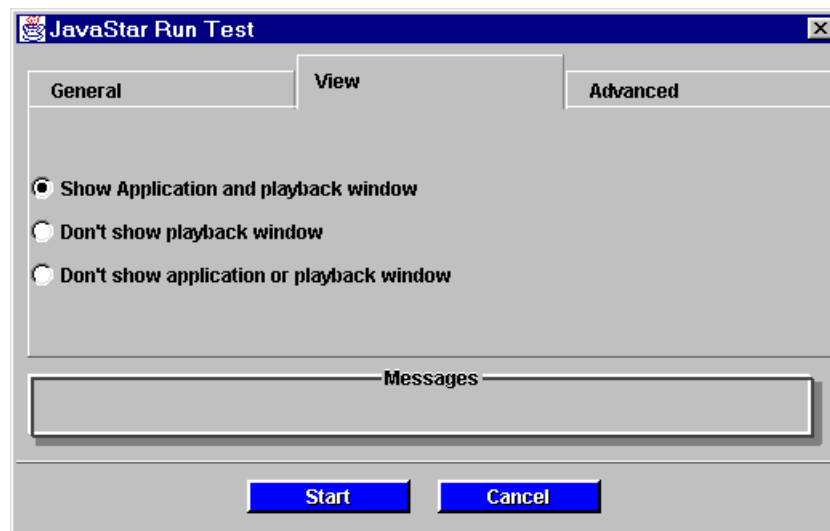 JavaStar Run Test
General View Advanced
Show Application and playback window
Don't show playback window
Don't show application or playback window
Messages
Start Cancel